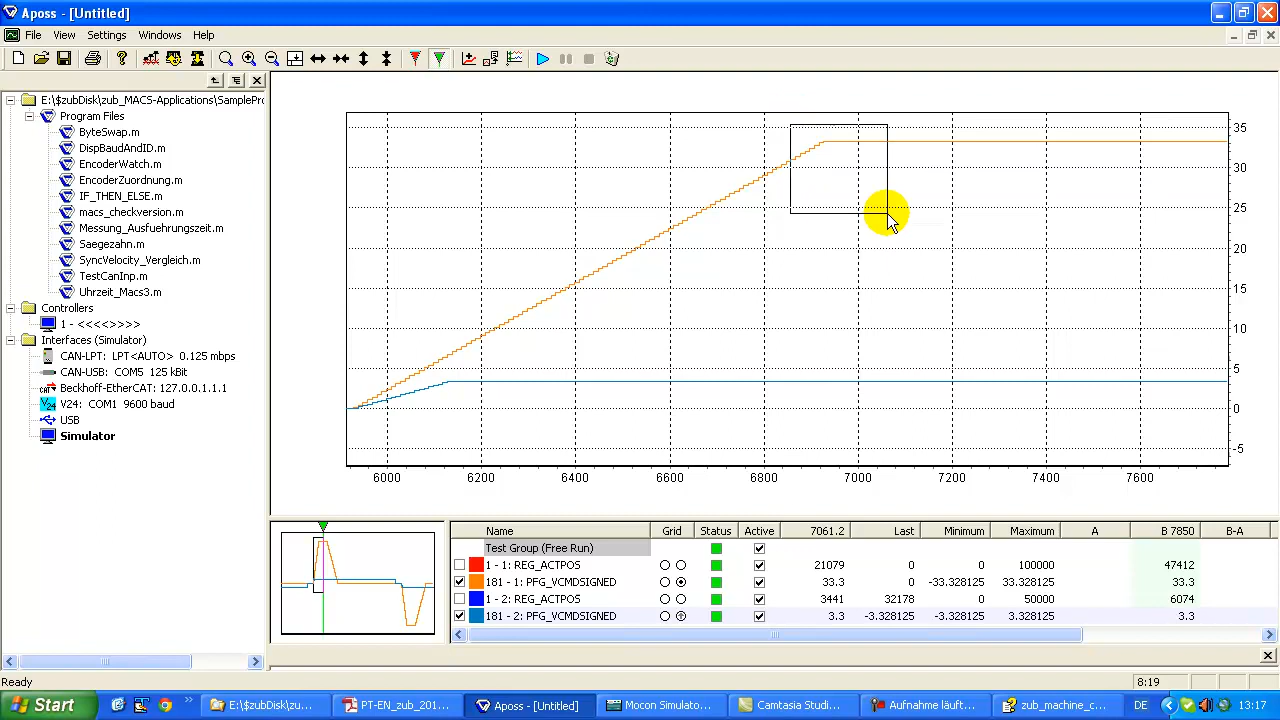 Aposs - [Untitled]
File View Settings Windows Help
E:\$zubDisk\zub_MACS-Applications\SamplePro
Program Files
ByteSwap.m
DispBaudAndID.m
EncoderWatch.m
EncoderZuordnung.m
IF_THEN_ELSE.m
macs_checkversion.m
Messung_Ausfuehrungszeit.m
Saegezahn.m
SyncVelocity_Vergleich.m
TestCanInp.m
Uhrzeit_Macs3.m
Controllers
1 - <<<<>>>>
Interfaces (Simulator)
CAN-LPT: LPT<AUTO> 0.125 mbps
CAN-USB: COM5 125 kBit
Beckhoff-EtherCAT: 127.0.0.1.1.1
V24: COM1 9600 baud
USB
Simulator
35
30
25
20
15
10
5
0
-5
6000 6200 6400 6600 6800 7000 7200 7400 7600
Name Grid Status Active 7061.2 Last Minimum Maximum A B 7850 B-A
Test Group (Free Run)
1 - 1: REG_ACTPOS 21079 0 0 100000 47412
181 - 1: PFG_VCMDSIGNED 33.3 0 -33.328125 33.328125 33.3
1 - 2: REG_ACTPOS 3441 32178 0 50000 6074
181 - 2: PFG_VCMDSIGNED 3.3 -3.328125 -3.328125 3.328125 3.3
Ready 8:19
Start E:\$zubDisk\zu... PT-EN_zub_201... Aposs - [Untitled] Mocon Simulato... Camtasia Studi... Aufnahme läuft... zub_machine_c... DE 13:17